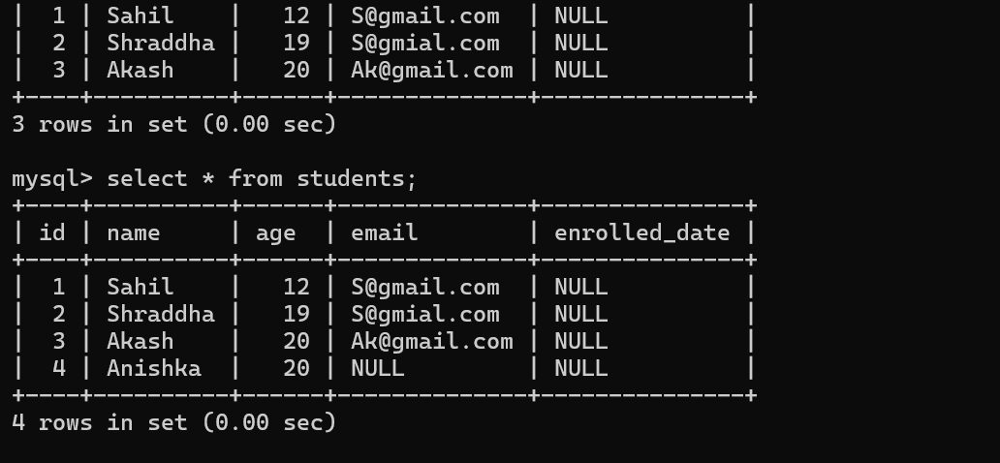 |  1 | Sahil    |   12 | S@gmail.com  | NULL          |
|  2 | Shraddha |   19 | S@gmial.com  | NULL          |
|  3 | Akash    |   20 | Ak@gmail.com | NULL          |
+----+----------+------+--------------+---------------+
3 rows in set (0.00 sec)

mysql> select * from students;
+----+----------+------+--------------+---------------+
| id | name     | age  | email        | enrolled_date |
+----+----------+------+--------------+---------------+
|  1 | Sahil    |   12 | S@gmail.com  | NULL          |
|  2 | Shraddha |   19 | S@gmial.com  | NULL          |
|  3 | Akash    |   20 | Ak@gmail.com | NULL          |
|  4 | Anishka  |   20 | NULL         | NULL          |
+----+----------+------+--------------+---------------+
4 rows in set (0.00 sec)